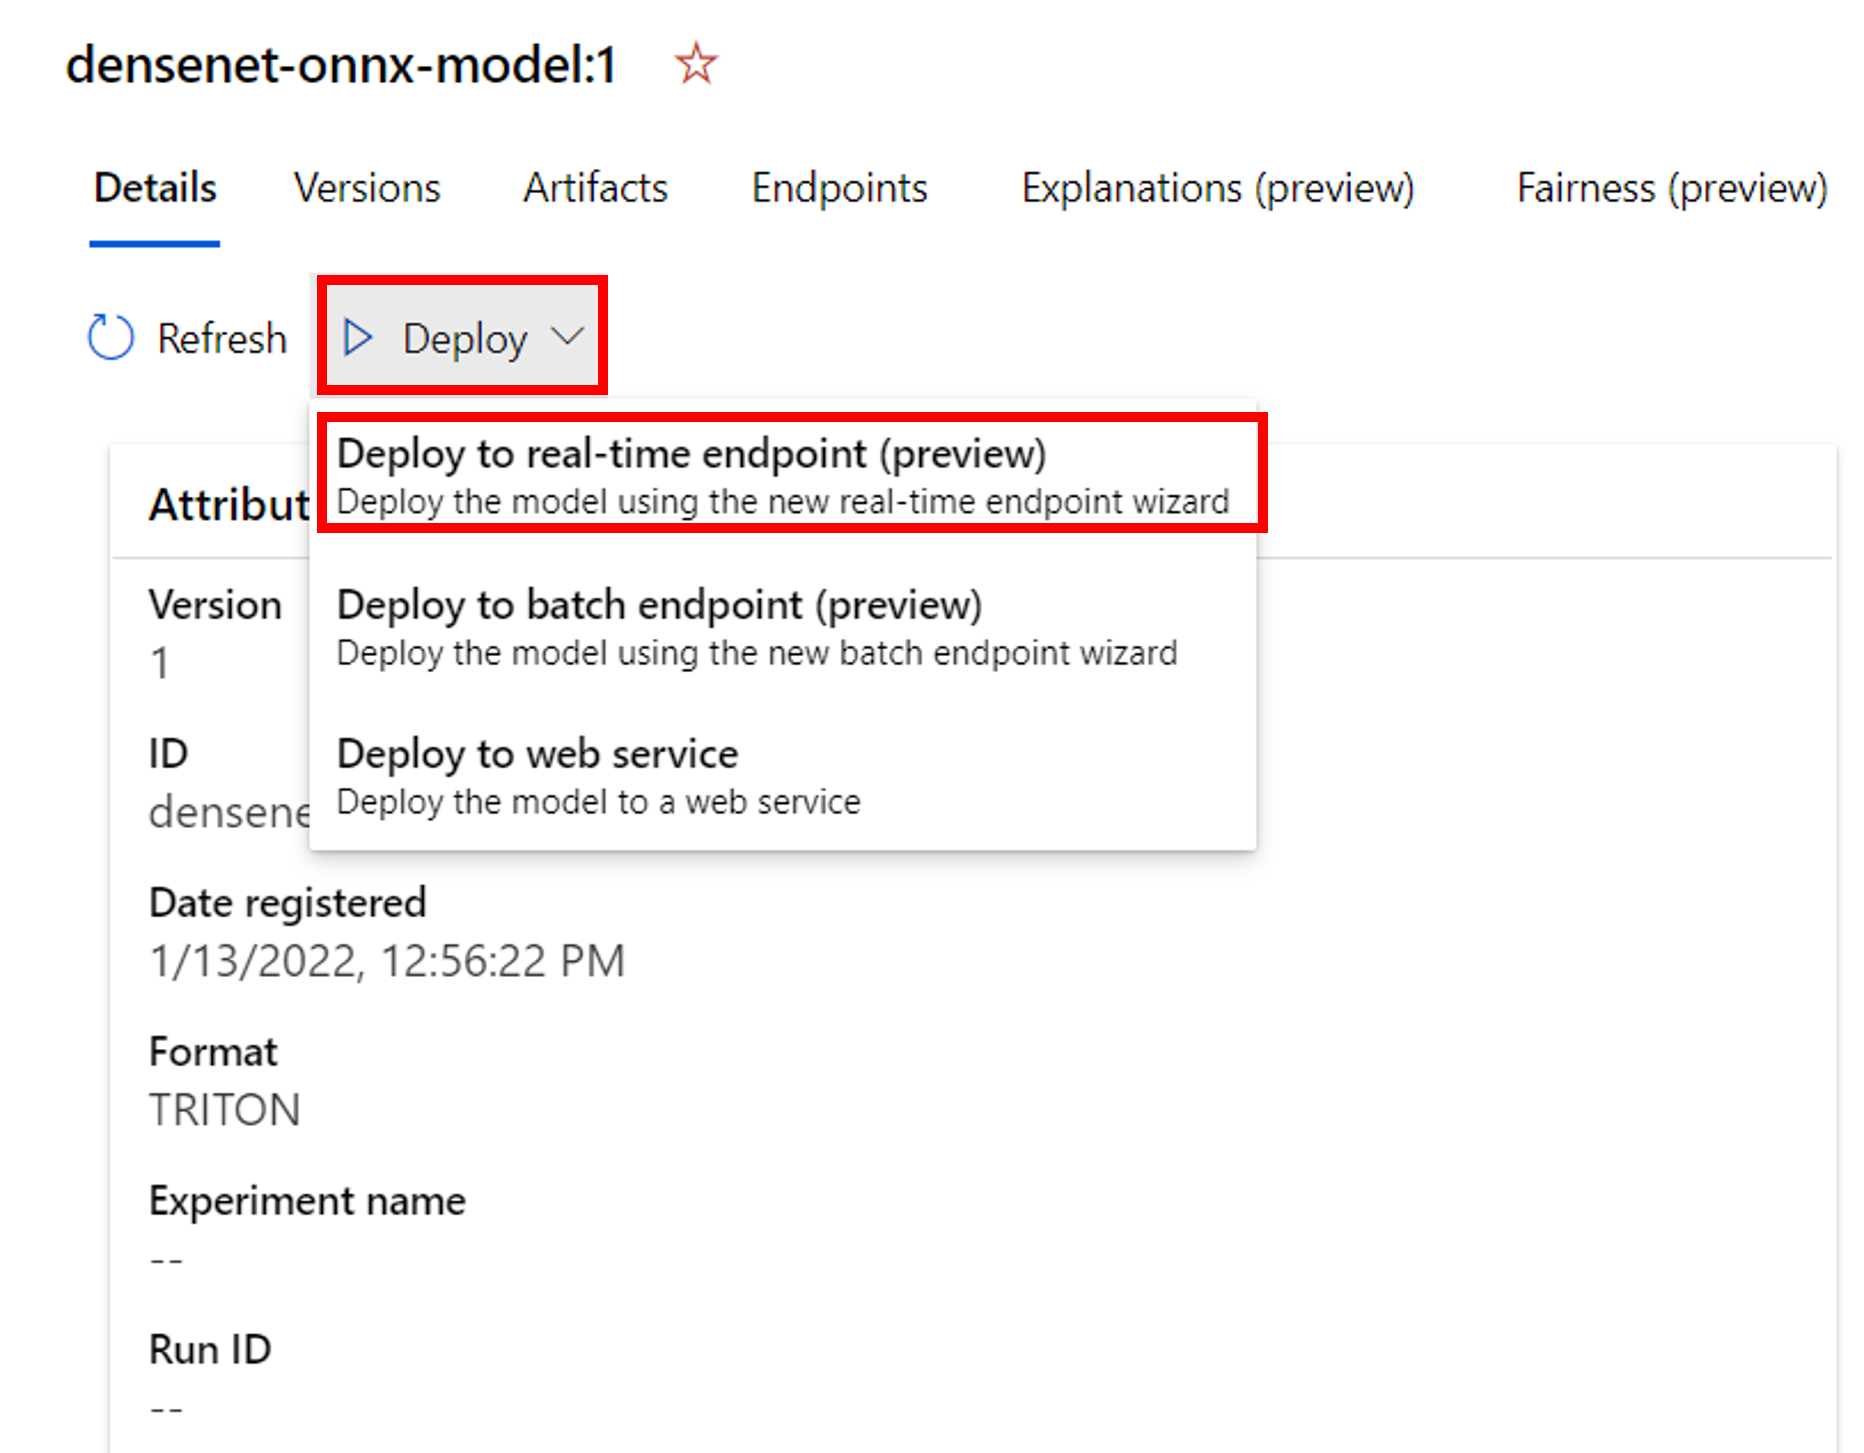 densenet-onnx-model:1
Details Versions Artifacts Endpoints Explanations (preview) Fairness (preview)
Refresh Deploy
Deploy to real-time endpoint (preview)
Deploy the model using the new real-time endpoint wizard
Attribut
Deploy to batch endpoint (preview)
Deploy the model using the new batch endpoint wizard
Deploy to web service
Deploy the model to a web service
Version
1
ID
densene
Date registered
1/13/2022, 12:56:22 PM
Format
TRITON
Experiment name
--
Run ID
--